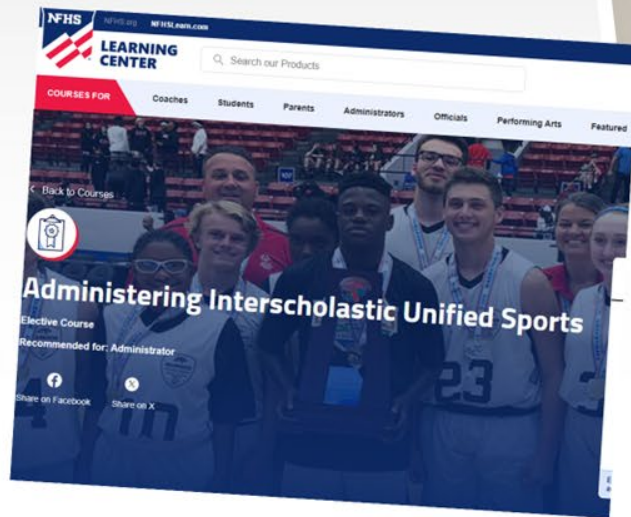 NFHS
NFHS.org NFHSLearn.com
LEARNING
CENTER
Search our Products
COURSES FOR Coaches Students Parents Administrators Officials Performing Arts Featured
107
< Back to Courses
Administering Interscholastic Unified Sports
Elective Course
Recommended for: Administrator
Share on Facebook Share on X
23